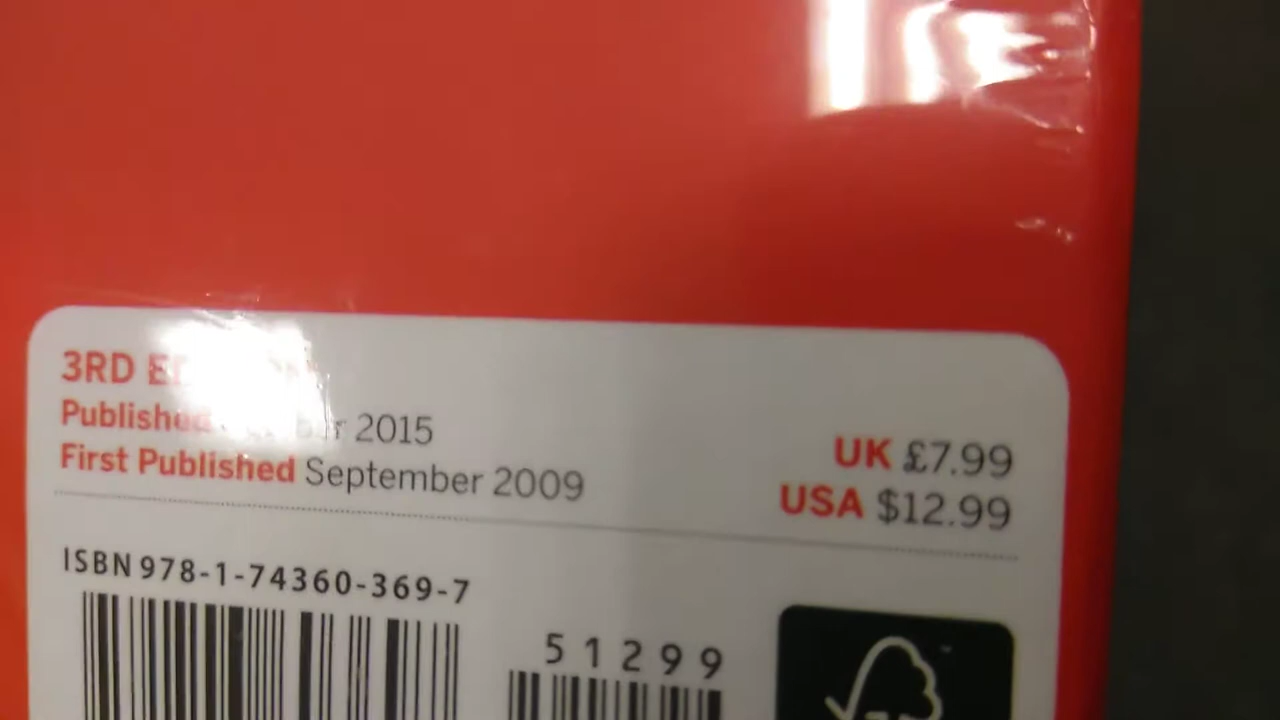 3RD
Published 2015
First Published September 2009
UK £7.99
USA $12.99
ISBN 978-1-74360-369-7
51299